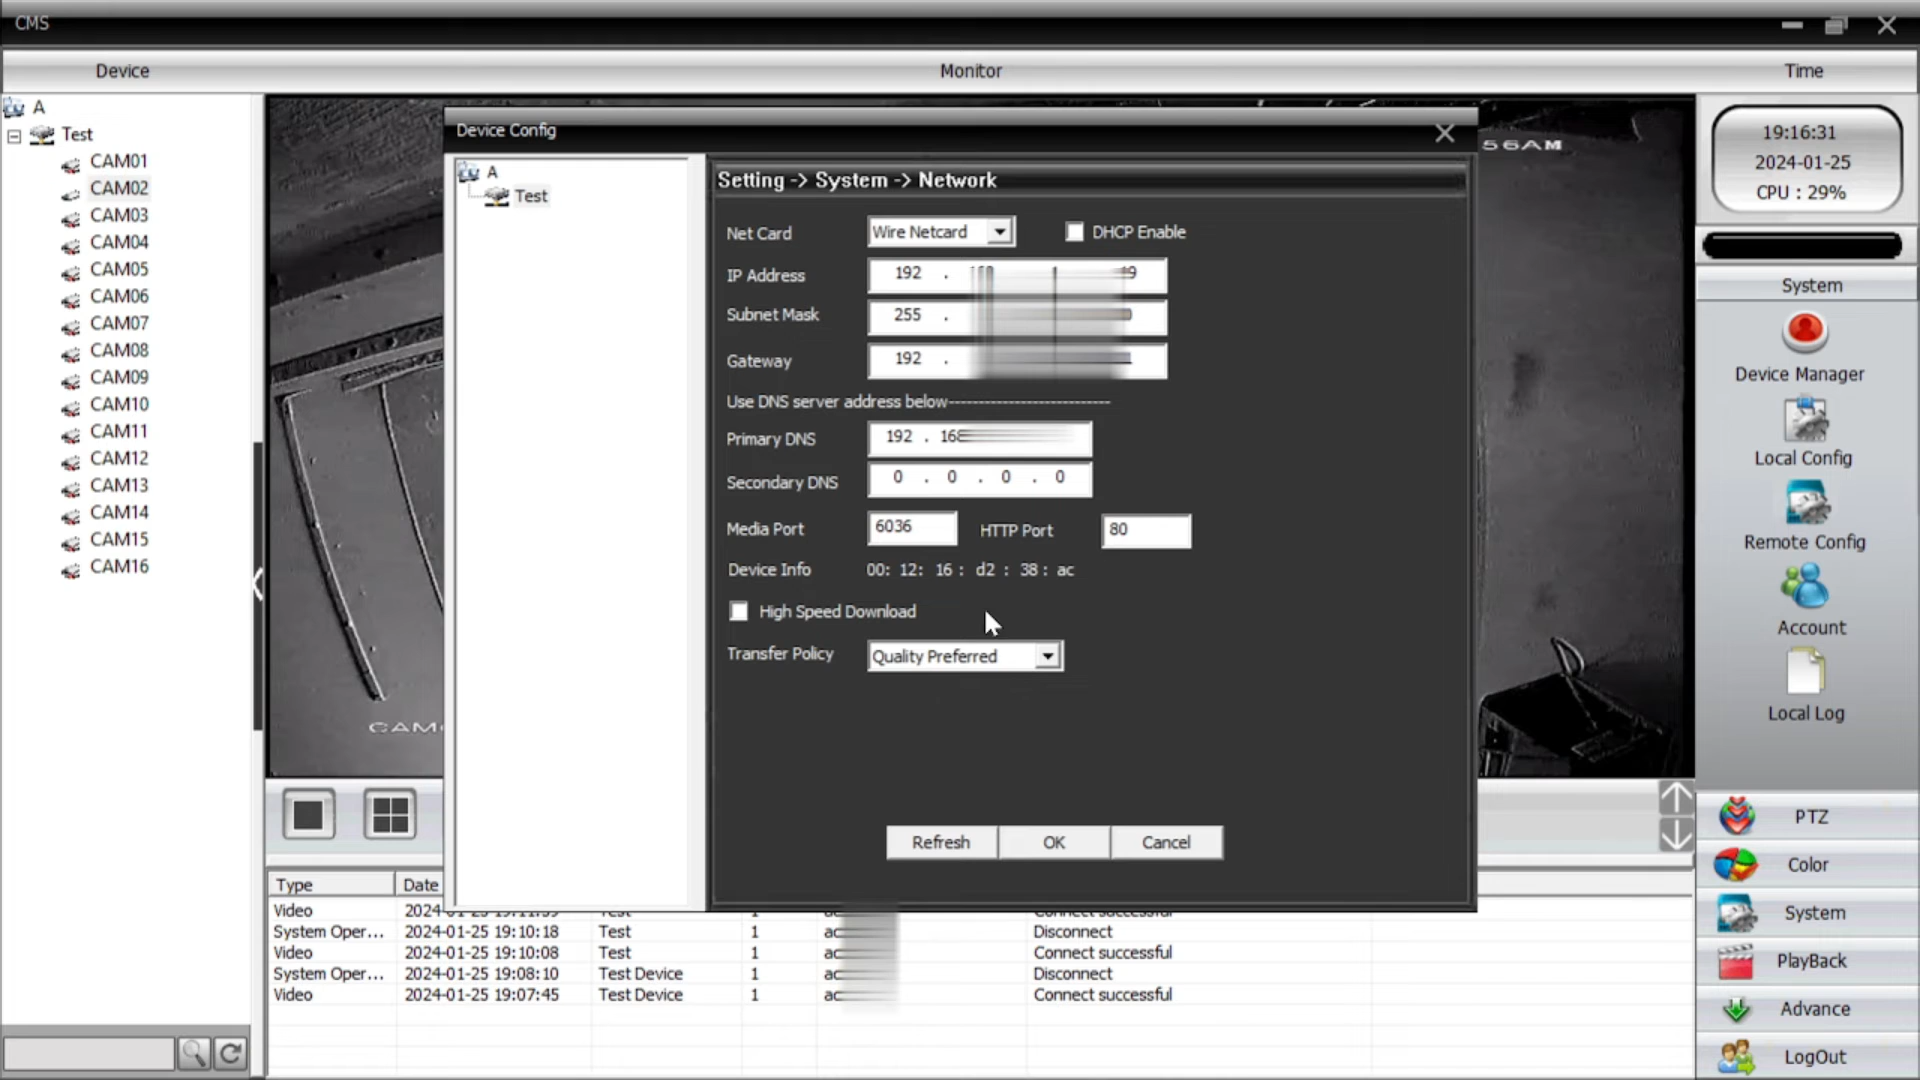 CMS
Device
Monitor
Time
A
Test
CAM01
CAM02
CAM03
CAM04
CAM05
CAM06
CAM07
CAM08
CAM09
CAM10
CAM11
CAM12
CAM13
CAM14
CAM15
CAM16
56AM
Device Config
A
Test
Setting -> System -> Network
Net Card Wire Netcard DHCP Enable
IP Address 192 .
Subnet Mask 255 .
Gateway 192 .
Use DNS server address below---------------------------
Primary DNS 192 .
Secondary DNS 0 . 0 . 0 . 0
Media Port 6036 HTTP Port 80
Device Info 00: 12: 16 : d2 : 38 : ac
High Speed Download
Transfer Policy Quality Preferred
Refresh OK Cancel
19:16:31
2024-01-25
CPU : 29%
System
Device Manager
Local Config
Remote Config
Account
Local Log
PTZ
Color
System
PlayBack
Advance
LogOut
Type Date
Video
System Oper... 2024-01-25 19:10:18 Test 1 Disconnect
Video 2024-01-25 19:10:08 Test 1 Connect successful
System Oper... 2024-01-25 19:08:10 Test Device 1 Disconnect
Video 2024-01-25 19:07:45 Test Device 1 Connect successful